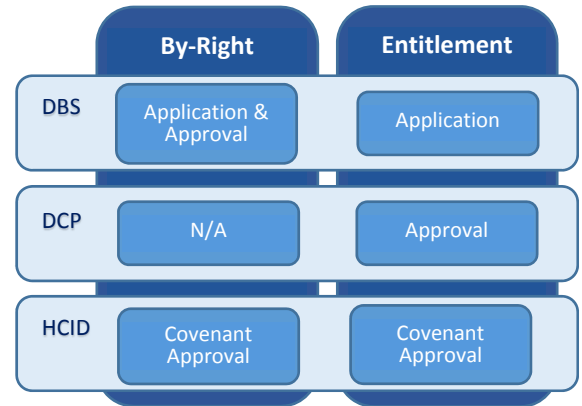 By-Right
Entitlement
DBS
Application &
Approval
Application
DCP
N/A
Approval
HCID
Covenant
Approval
Covenant
Approval